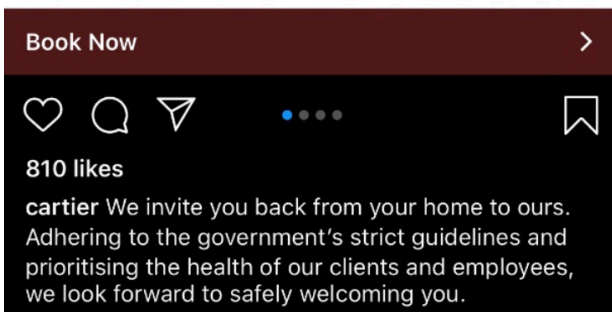 Book Now
810 likes
cartier We invite you back from your home to ours.
Adhering to the government’s strict guidelines and
prioritising the health of our clients and employees,
we look forward to safely welcoming you.